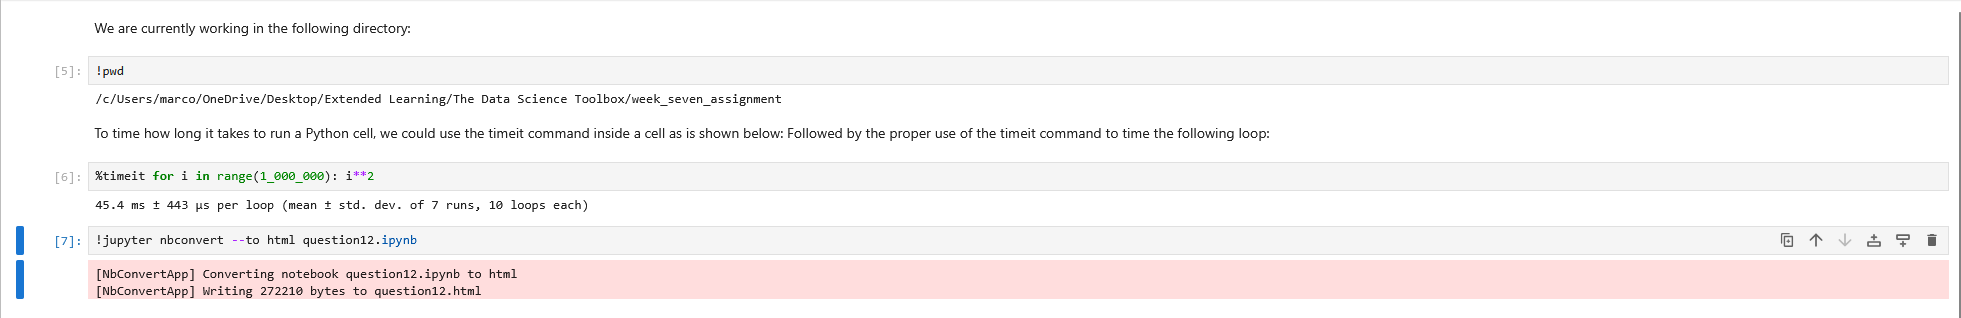 We are currently working in the following directory:
[5]: !pwd
/c/Users/marco/OneDrive/Desktop/Extended Learning/The Data Science Toolbox/week_seven_assignment
To time how long it takes to run a Python cell, we could use the timeit command inside a cell as is shown below: Followed by the proper use of the timeit command to time the following loop:
[6]: %timeit for i in range(1_000_000): i**2
45.4 ms ± 443 µs per loop (mean ± std. dev. of 7 runs, 10 loops each)
[7]: !jupyter nbconvert --to html question12.ipynb
[NbConvertApp] Converting notebook question12.ipynb to html
[NbConvertApp] Writing 272210 bytes to question12.html